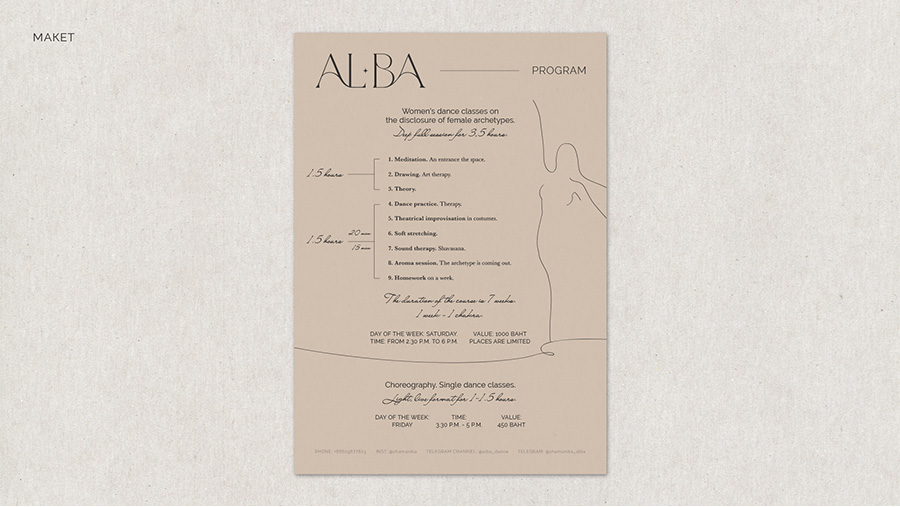 MAKET
AL·BA
PROGRAM
Women's dance classes on
the disclosure of female archetypes.
Deep full session for 3,5 hours
1.5 hours
1. Meditation. An entrance the space.
2. Drawing. Art therapy.
3. Theory.
4. Dance practice. Therapy.
5. Theatrical improvisation in costumes.
1.5 hours
20 min
6. Soft stretching.
15 min
7. Sound therapy. Shavasana.
8. Aroma session. The archetype is coming out.
9. Homework on a week.
The duration of the course is 7 weeks
1 week - 1 chakra
DAY OF THE WEEK: SATURDAY. VALUE: 1000 BAHT
TIME: FROM 2.30 P.M. TO 6 P.M. PLACES ARE LIMITED
Choreography. Single dance classes.
Light, live format for 1-1.5 hours
DAY OF THE WEEK: TIME: VALUE:
FRIDAY 3.30 P.M. - 5 P.M. 450 BAHT
TELEGRAM CHANNEL: @alba_dance TELEGRAM: